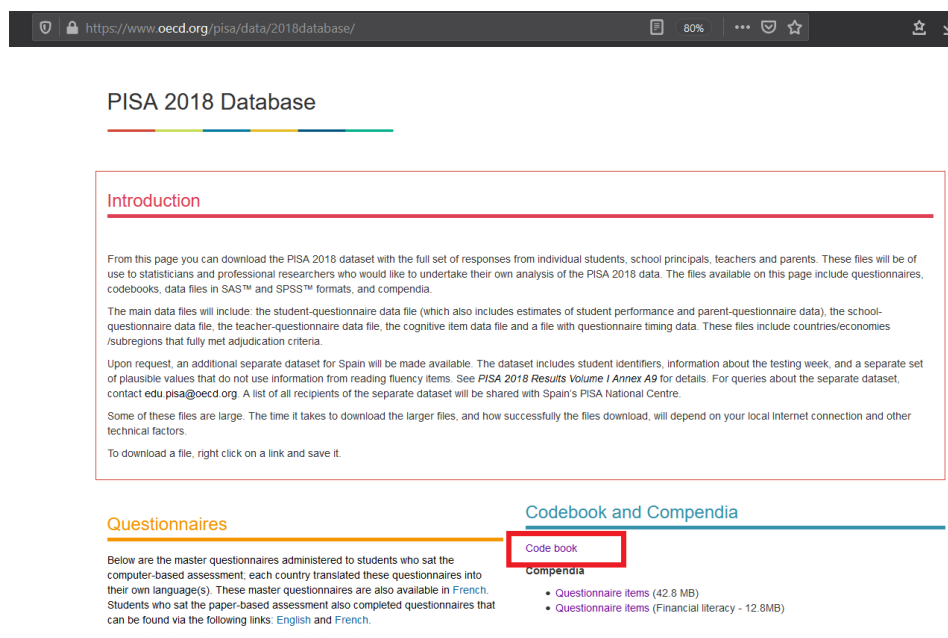 https://www.oecd.org/pisa/data/2018database/
80%
PISA 2018 Database
Introduction
From this page you can download the PISA 2018 dataset with the full set of responses from individual students, school principals, teachers and parents. These files will be of
use to statisticians and professional researchers who would like to undertake their own analysis of the PISA 2018 data. The files available on this page include questionnaires,
codebooks, data files in SAS™ and SPSS™ formats, and compendia.
The main data files will include: the student-questionnaire data file (which also includes estimates of student performance and parent-questionnaire data), the school-
questionnaire data file, the teacher-questionnaire data file, the cognitive item data file and a file with questionnaire timing data. These files include countries/economies
/subregions that fully met adjudication criteria.
Upon request, an additional separate dataset for Spain will be made available. The dataset includes student identifiers, information about the testing week, and a separate set
of plausible values that do not use information from reading fluency items. See PISA 2018 Results Volume I Annex A9 for details. For queries about the separate dataset,
contact edu.pisa@oecd.org. A list of all recipients of the separate dataset will be shared with Spain's PISA National Centre.
Some of these files are large. The time it takes to download the larger files, and how successfully the files download, will depend on your local Internet connection and other
technical factors.
To download a file, right click on a link and save it.
Questionnaires
Below are the master questionnaires administered to students who sat the
computer-based assessment; each country translated these questionnaires into
their own language(s). These master questionnaires are also available in French.
Students who sat the paper-based assessment also completed questionnaires that
can be found via the following links: English and French.
Codebook and Compendia
Code book
Compendia
• Questionnaire items (42.8 MB)
• Questionnaire items (Financial literacy - 12.8MB)